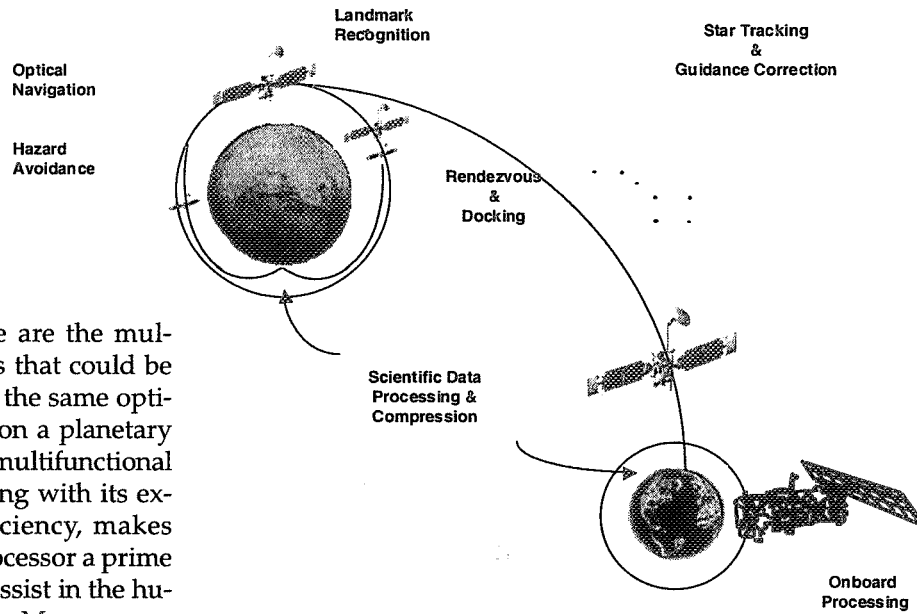 Landmark
Recognition
Star Tracking
&
Guidance Correction
Optical
Navigation
Hazard
Avoidance
Rendezvous
&
Docking
Scientific Data
Processing &
Compression
Onboard
Processing
e are the mul-
s that could be
the same opti-
on a planetary
multifunctional
ng with its ex-
ciency, makes
ocessor a prime
ssist in the hu-